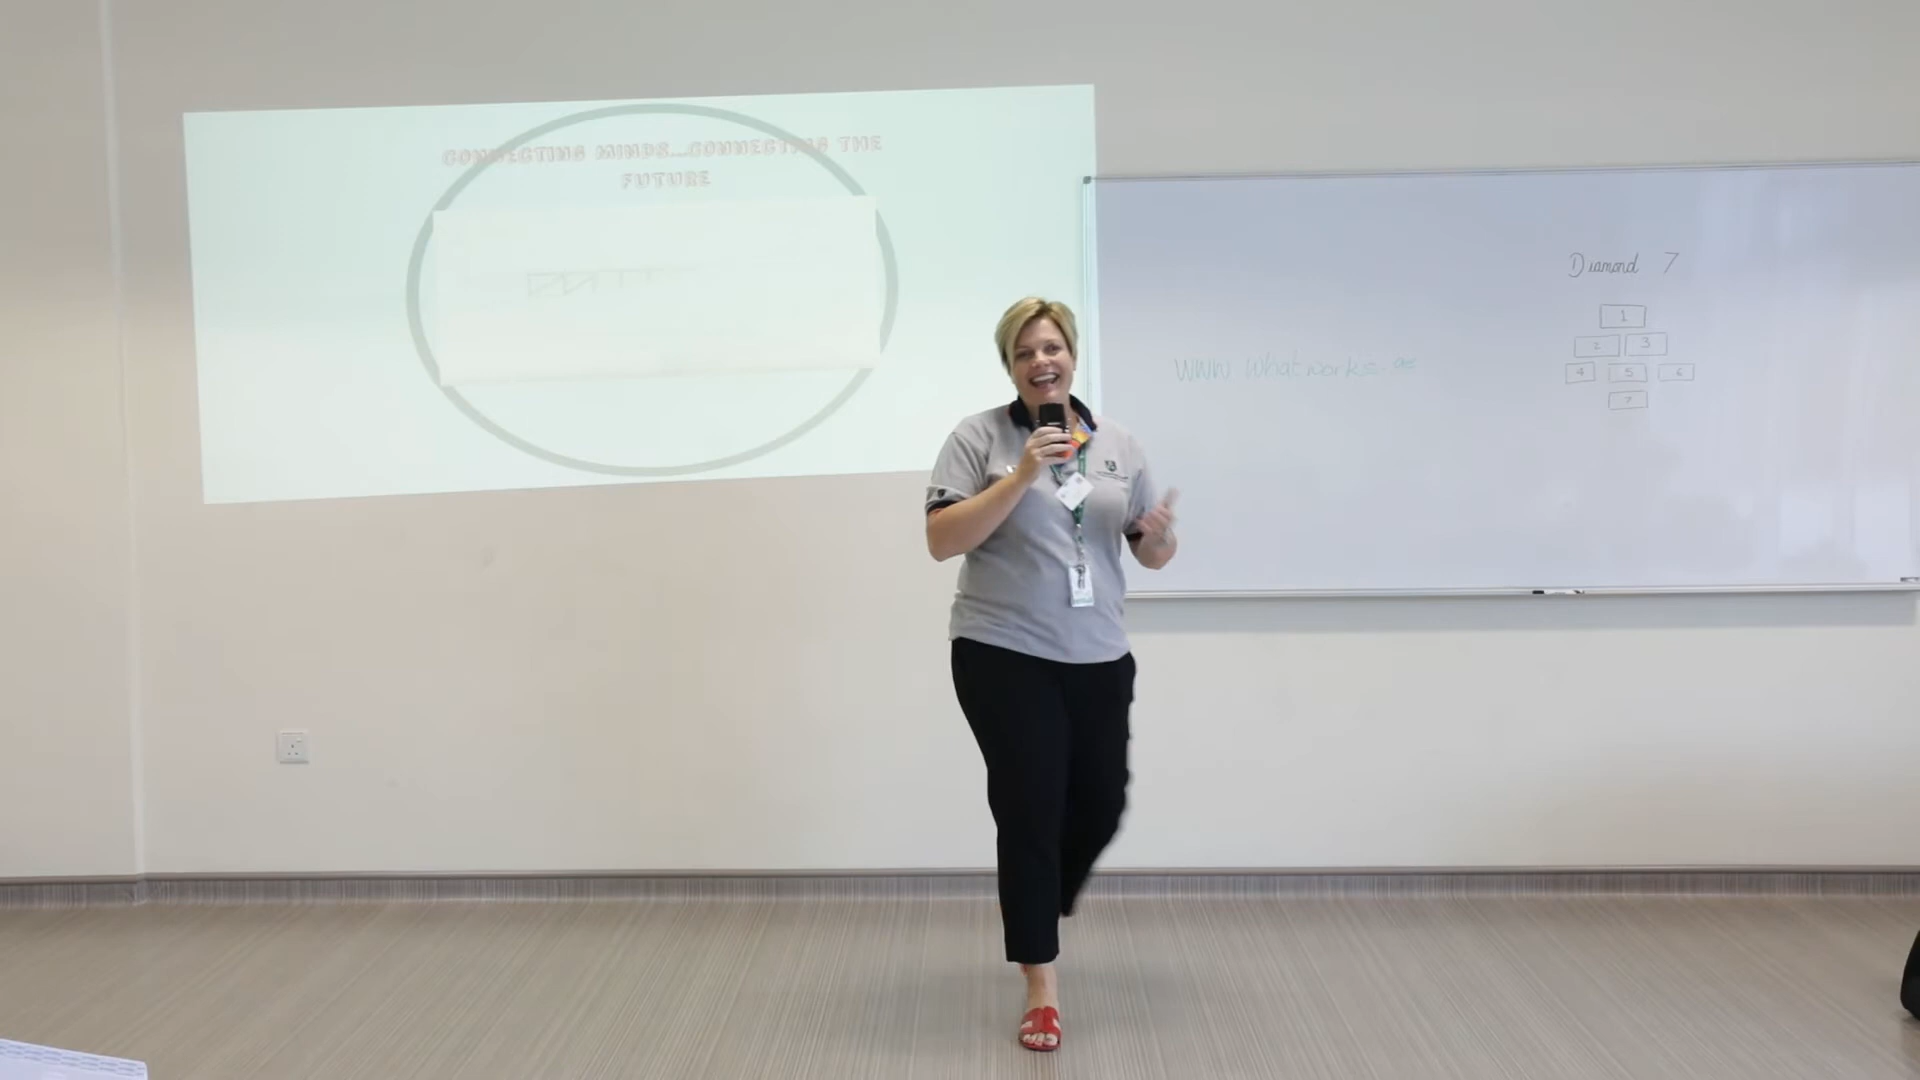 CONNECTING MINDS...CONNECTING THE
FUTURE
www whatworks.ae
Diamond 7
1
2 3
4 5 6
7